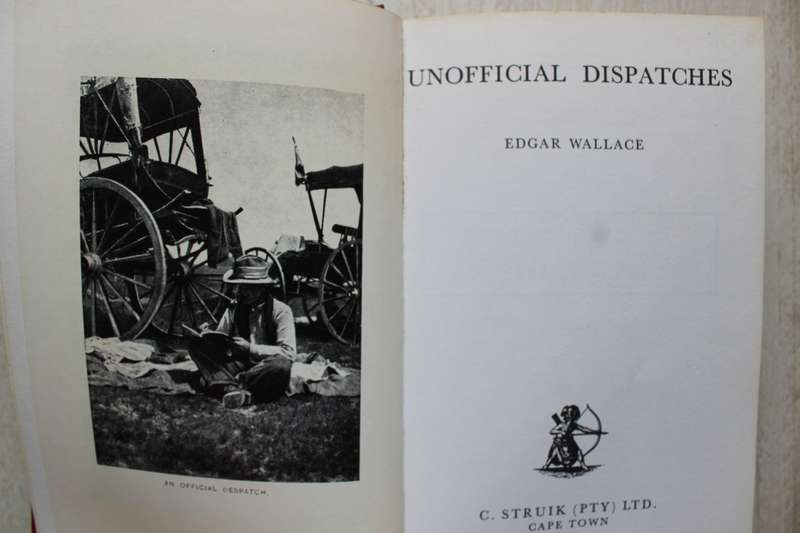 AN OFFICIAL DESPATCH.
UNOFFICIAL DISPATCHES
EDGAR WALLACE
C. STRUIK (PTY) LTD.
CAPE TOWN